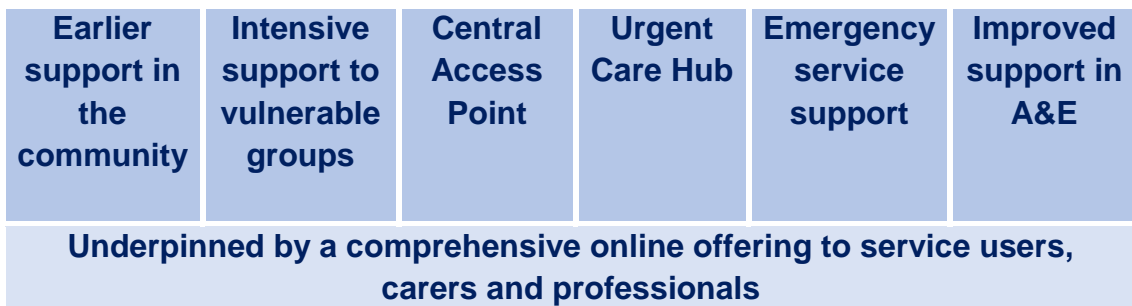 Earlier
support in
the
community
Intensive
support to
vulnerable
groups
Central
Access
Point
Urgent
Care Hub
Emergency
service
support
Improved
support in
A&E
Underpinned by a comprehensive online offering to service users,
carers and professionals